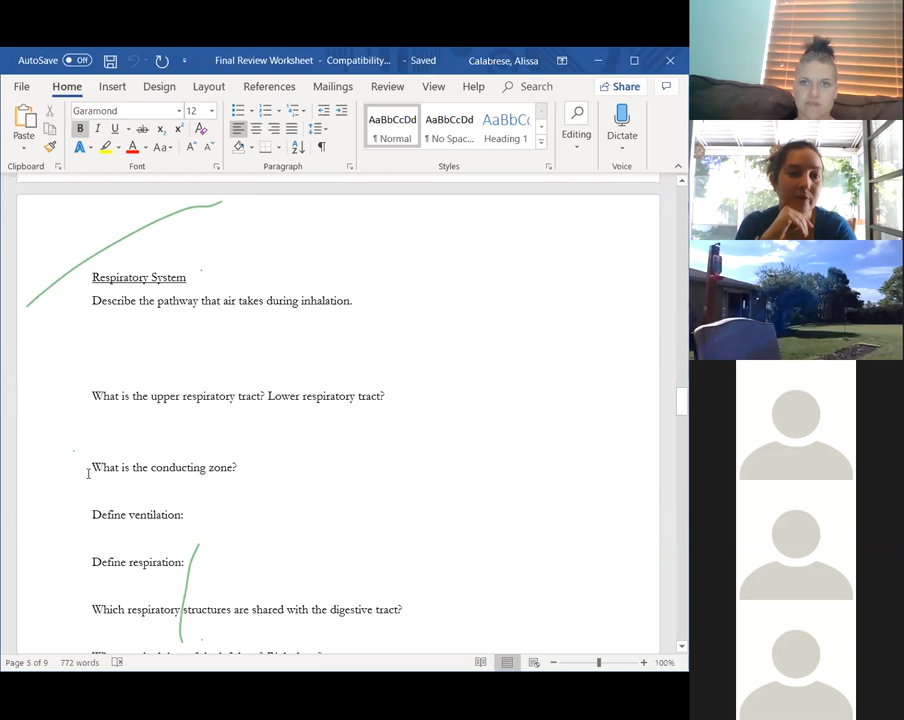 AutoSave Off Final Review Worksheet - Compatibility... - Saved Calabrese, Alissa
File Home Insert Design Layout References Mailings Review View Help Search Share
Garamond 12 AaBbCcDd AaBbCcDd AaBbCc
B I U ab x₂ x² ¶ Normal ¶ No Spac... Heading 1
Paste Editing Dictate
A A Aa A A ¶
Clipboard Font Paragraph Styles Voice
Respiratory System
Describe the pathway that air takes during inhalation.
What is the upper respiratory tract? Lower respiratory tract?
What is the conducting zone?
Define ventilation:
Define respiration:
Which respiratory structures are shared with the digestive tract?
Page 5 of 9 772 words 100%